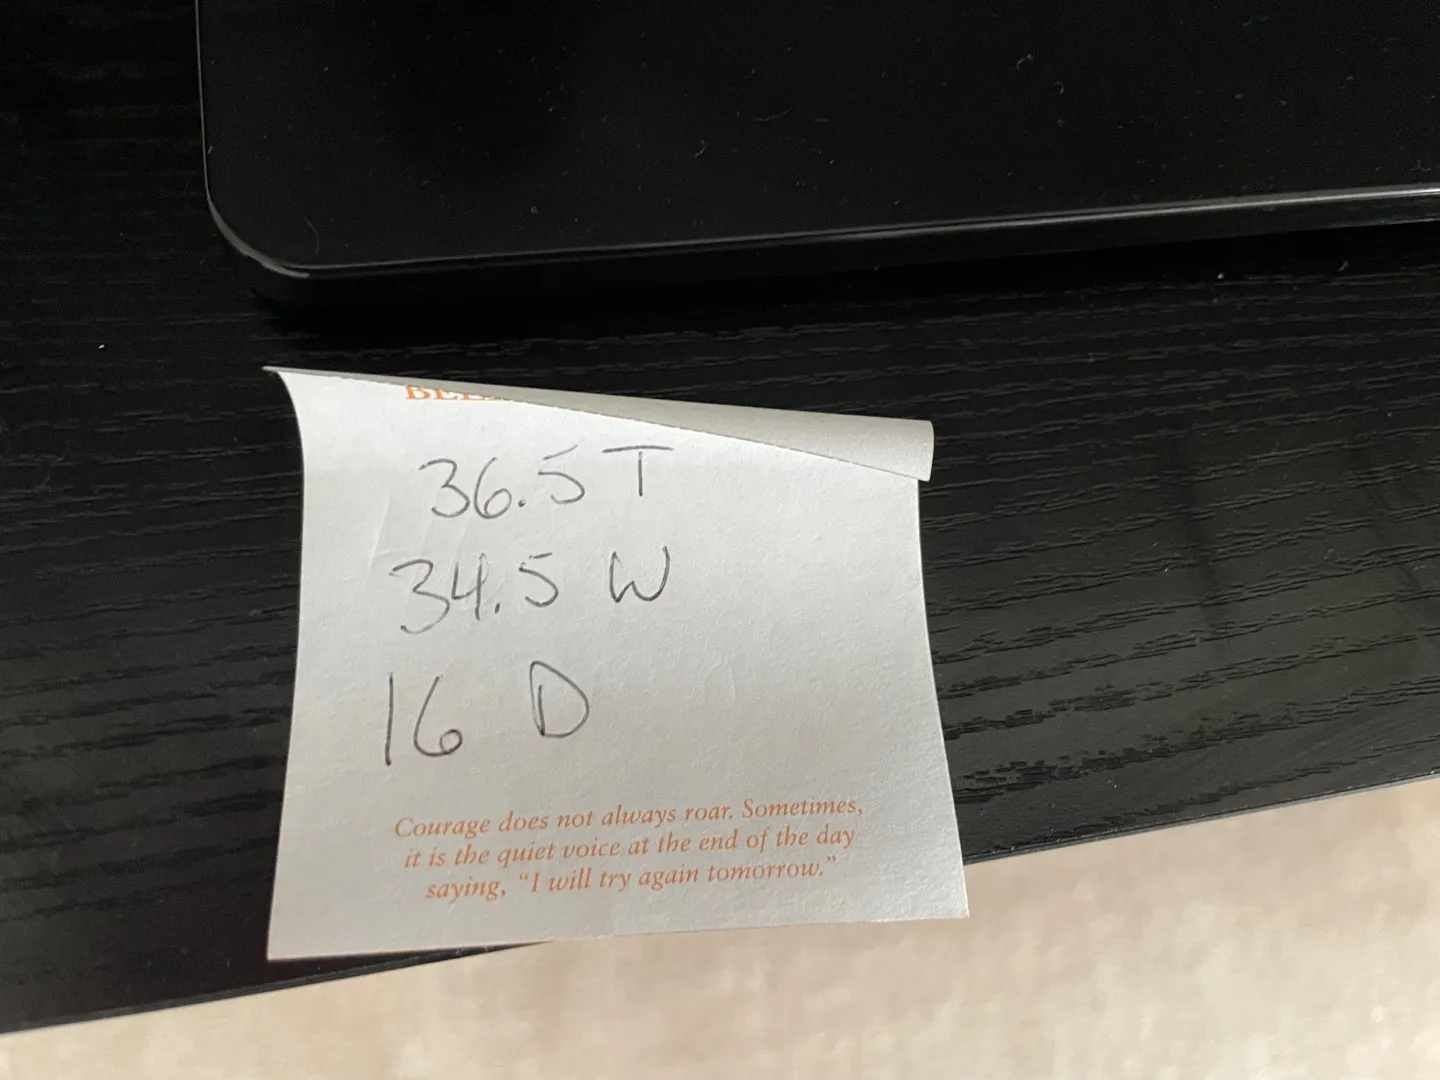 36.5 T
34.5 W
16 D
Courage does not always roar. Sometimes,
it is the quiet voice at the end of the day
saying, “I will try again tomorrow.”